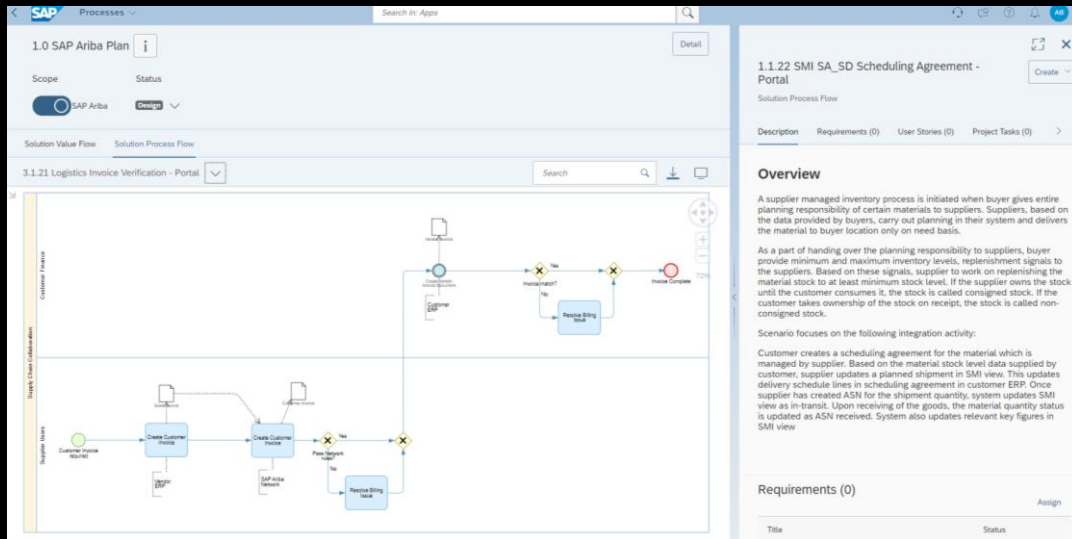 SAP Processes
Search in: Apps
AB
1.0 SAP Ariba Plan i
Detail
Scope Status
SAP Ariba Design
Solution Value Flow Solution Process Flow
3.1.21 Logistics Invoice Verification - Portal
Search
Supply Chain Collaboration
Customer Finance
Customer
ERP
Invoice match?
Yes
No
Resolve Billing
Issue
Invoice Complete
Supplier Users
Customer Invoice
required
Create Customer
Invoice
Vendor
ERP
Customer Invoice
Create Customer
Invoice
SAP Ariba
Network
Pass Network
rules?
Yes
No
Resolve Billing
Issue
1.1.22 SMI SA_SD Scheduling Agreement -
Portal
Create
Solution Process Flow
Description Requirements (0) User Stories (0) Project Tasks (0)
Overview
A supplier managed inventory process is initiated when buyer gives entire
planning responsibility of certain materials to suppliers. Suppliers, based on
the data provided by buyers, carry out planning in their system and delivers
the material to buyer location only on need basis.
As a part of handing over the planning responsibility to suppliers, buyer
provide minimum and maximum inventory levels, replenishment signals to
the suppliers. Based on these signals, supplier to work on replenishing the
material stock to at least minimum stock level. If the supplier owns the stock
until the customer consumes it, the stock is called consigned stock. If the
customer takes ownership of the stock on receipt, the stock is called non-
consigned stock.
Scenario focuses on the following integration activity:
Customer creates a scheduling agreement for the material which is
managed by supplier. Based on the material stock level data supplied by
customer, supplier updates a planned shipment in SMI view. This updates
delivery schedule lines in scheduling agreement in customer ERP. Once
supplier has created ASN for the shipment quantity, system updates SMI
view as in-transit. Upon receiving of the goods, the material quantity status
is updated as ASN received. System also updates relevant key figures in
SMI view
Requirements (0)
Assign
Title Status